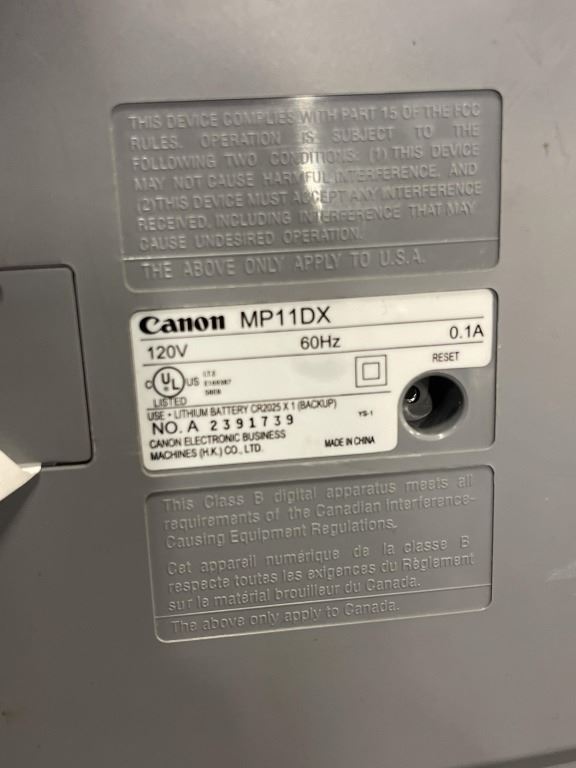 THIS DEVICE COMPLIES WITH PART 15 OF THE FCC
RULES. OPERATION IS SUBJECT TO THE
FOLLOWING TWO CONDITIONS: (1) THIS DEVICE
MAY NOT CAUSE HARMFUL INTERFERENCE, AND
(2)THIS DEVICE MUST ACCEPT ANY INTERFERENCE
RECEIVED, INCLUDING INTERFERENCE THAT MAY
CAUSE UNDESIRED OPERATION.
THE ABOVE ONLY APPLY TO U.S.A.
Canon MP11DX
120V 60Hz 0.1A
RESET
C UL US LISTED
I.T.E
USE • LITHIUM BATTERY CR2025 X 1 (BACKUP) YS-1
NO. A 2391739
CANON ELECTRONIC BUSINESS
MACHINES (H.K.) CO., LTD. MADE IN CHINA
This Class B digital apparatus meets all
requirements of the Canadian Interference-
Causing Equipment Regulations.
Cet appareil numérique de la classe B
respecte toutes les exigences du Règlement
sur le matérial brouilleur du Canada.
The above only apply to Canada.